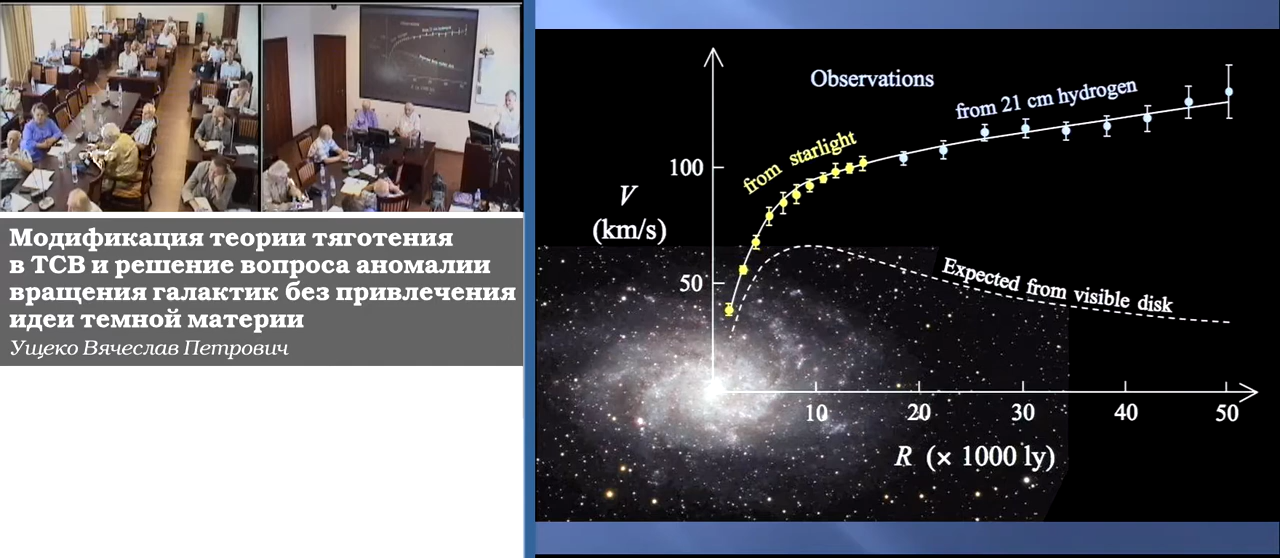 Модификация теории тяготения
в ТСВ и решение вопроса аномалии
вращения галактик без привлечения
идеи темной материи
Ущеко Вячеслав Петрович
Observations
from 21 cm hydrogen
from starlight
100
V
(km/s)
50
Expected from visible disk
10 20 30 40 50
R (× 1000 ly)